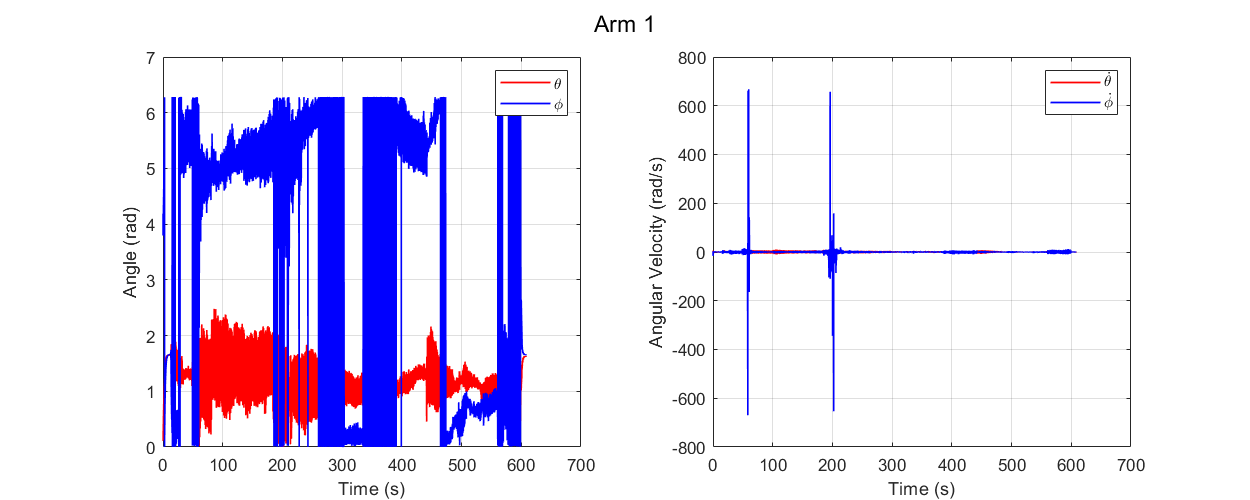 Arm 1
7
6
5
4
3
2
1
0
Angle (rad)
0 100 200 300 400 500 600 700
Time (s)
θ
ϕ
800
600
400
200
0
-200
-400
-600
-800
Angular Velocity (rad/s)
0 100 200 300 400 500 600 700
Time (s)
θ̇
ϕ̇